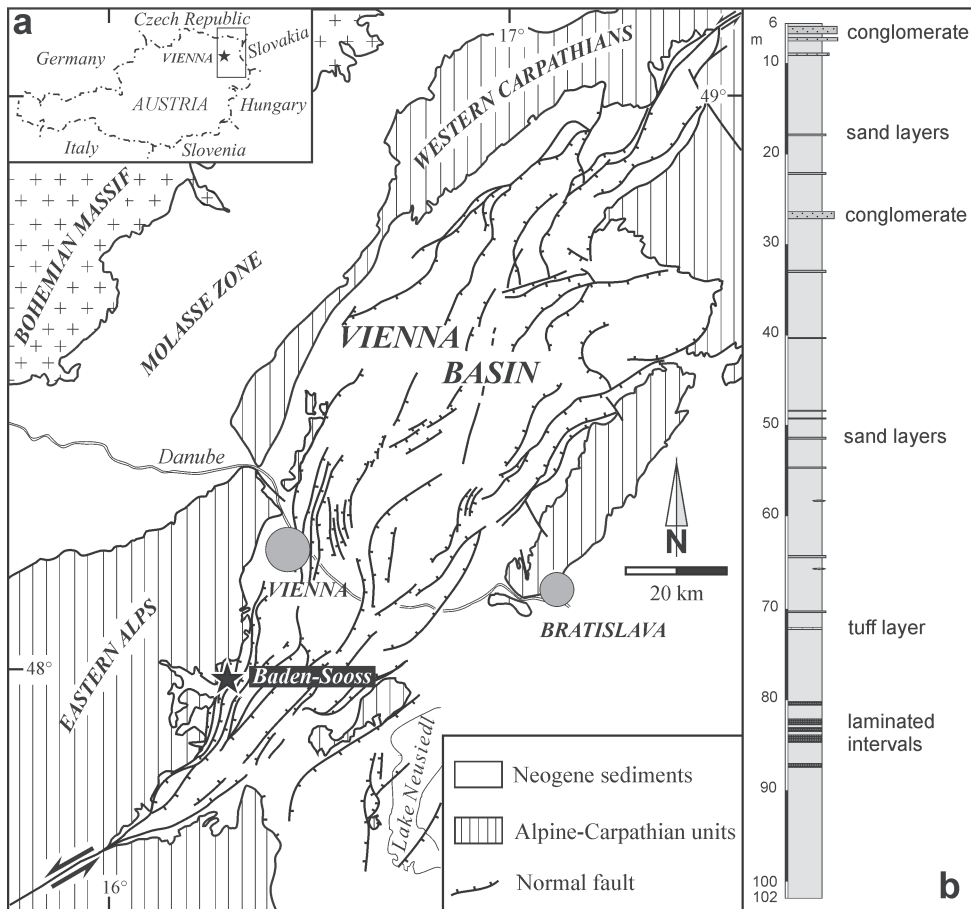 a
Czech Republic
Germany
Slovakia
VIENNA
AUSTRIA
Hungary
Italy
Slovenia
17°
49°
WESTERN CARPATHIANS
BOHEMIAN MASSIF
MOLASSE ZONE
VIENNA
BASIN
Danube
N
20 km
VIENNA
BRATISLAVA
EASTERN ALPS
48°
Baden-Sooss
Lake Neusiedl
16°
Neogene sediments
Alpine-Carpathian units
Normal fault
6
m
10
20
30
40
50
60
70
80
90
100
102
conglomerate
sand layers
conglomerate
sand layers
tuff layer
laminated
intervals
b